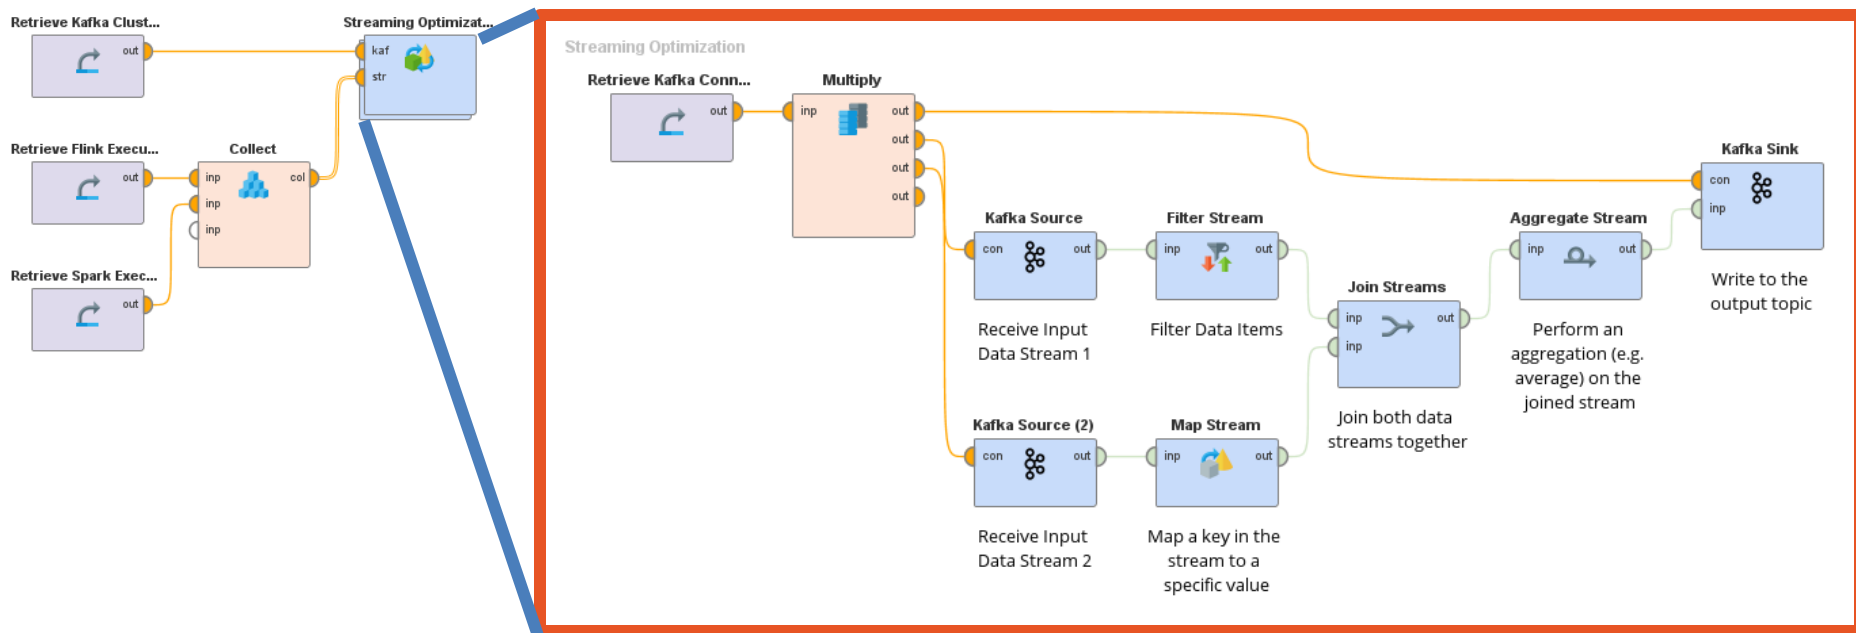 Retrieve Kafka Clust...
out
Streaming Optimizat...
kaf
str
Retrieve Flink Execu...
out
Collect
inp
col
inp
inp
Retrieve Spark Exec...
out
Streaming Optimization
Retrieve Kafka Conn...
out
Multiply
inp
out
out
out
out
Kafka Sink
con
inp
Write to the
output topic
Kafka Source
con
out
Receive Input
Data Stream 1
Filter Stream
inp
out
Filter Data Items
Join Streams
inp
out
inp
Join both data
streams together
Aggregate Stream
inp
out
Perform an
aggregation (e.g.
average) on the
joined stream
Kafka Source (2)
con
out
Receive Input
Data Stream 2
Map Stream
inp
out
Map a key in the
stream to a
specific value